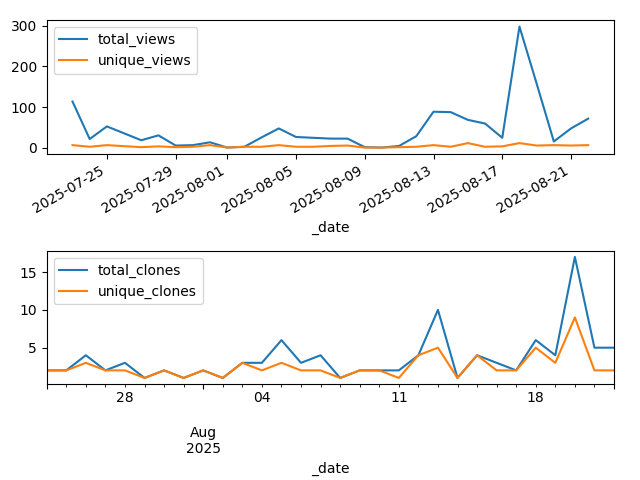 300
200
100
0
total_views
unique_views
2025-07-25
2025-07-29
2025-08-01
2025-08-05
2025-08-09
2025-08-13
2025-08-17
2025-08-21
_date
15
10
5
total_clones
unique_clones
28
04
11
18
Aug
2025
_date